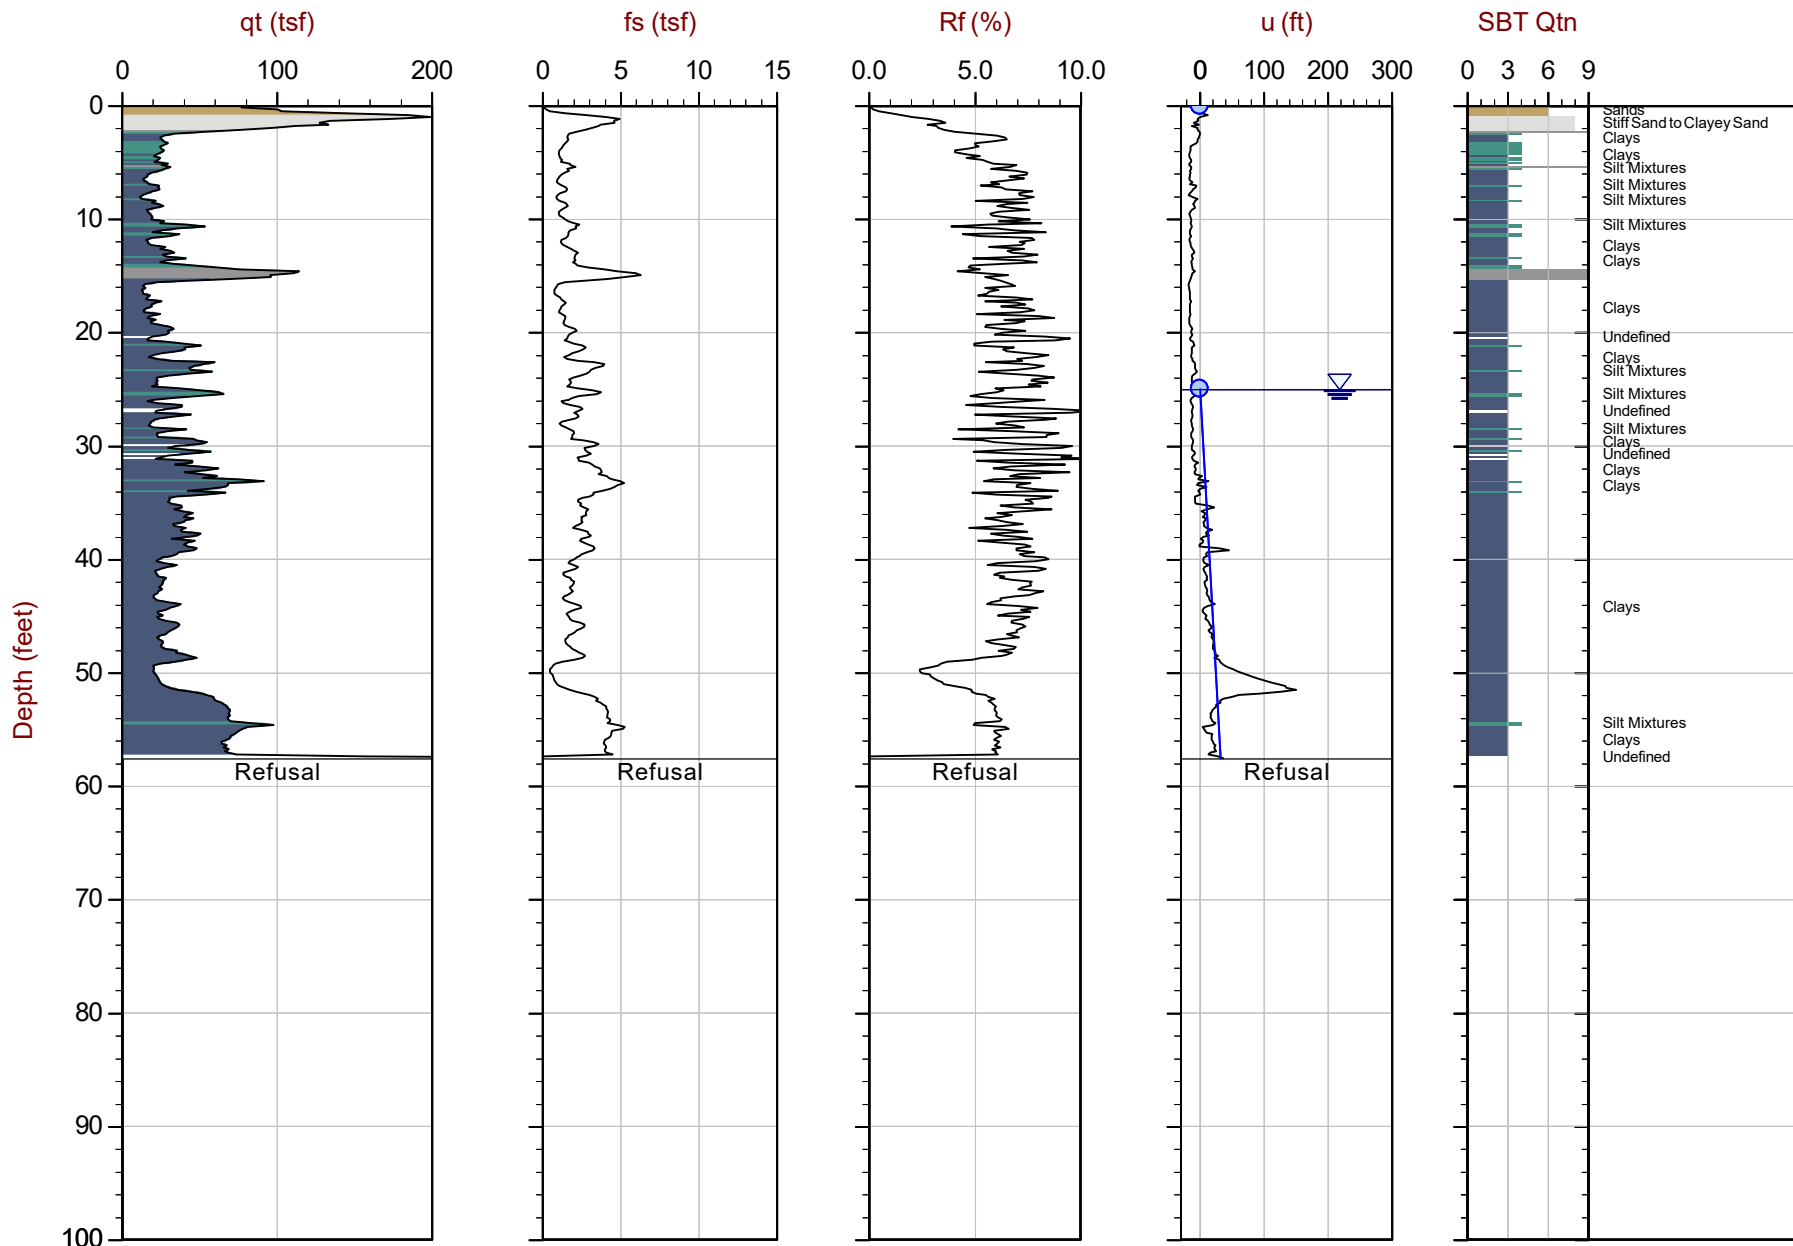 qt (tsf) fs (tsf) Rf (%) u (ft) SBT Qtn
0 100 200 0 5 10 15 0.0 5.0 10.0 0 100 200 300 0 3 6 9
0
10
20
30
40
50
60
70
80
90
100
Depth (feet)
Sands
Stiff Sand to Clayey Sand
Clays
Clays
Silt Mixtures
Silt Mixtures
Silt Mixtures
Silt Mixtures
Clays
Clays
Clays
Undefined
Clays
Silt Mixtures
Silt Mixtures
Undefined
Silt Mixtures
Clays
Undefined
Clays
Clays
Clays
Silt Mixtures
Clays
Undefined
Refusal Refusal Refusal Refusal